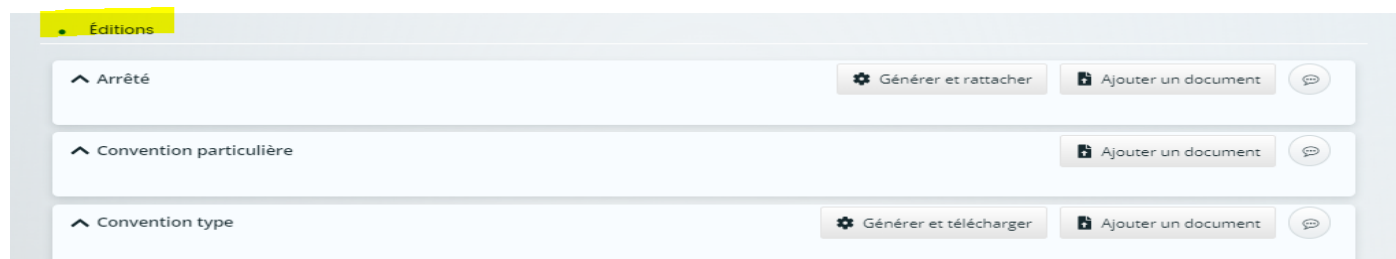 Éditions
Arrêté Générer et rattacher Ajouter un document
Convention particulière Ajouter un document
Convention type Générer et télécharger Ajouter un document